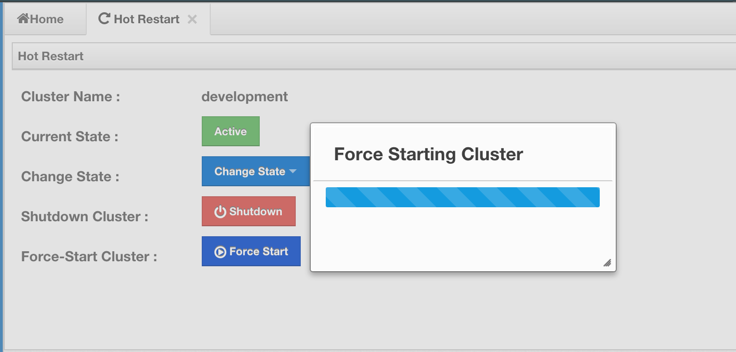 Home
Hot Restart
Hot Restart
Cluster Name : development
Current State : Active
Change State : Change State
Shutdown Cluster : Shutdown
Force-Start Cluster : Force Start
Force Starting Cluster